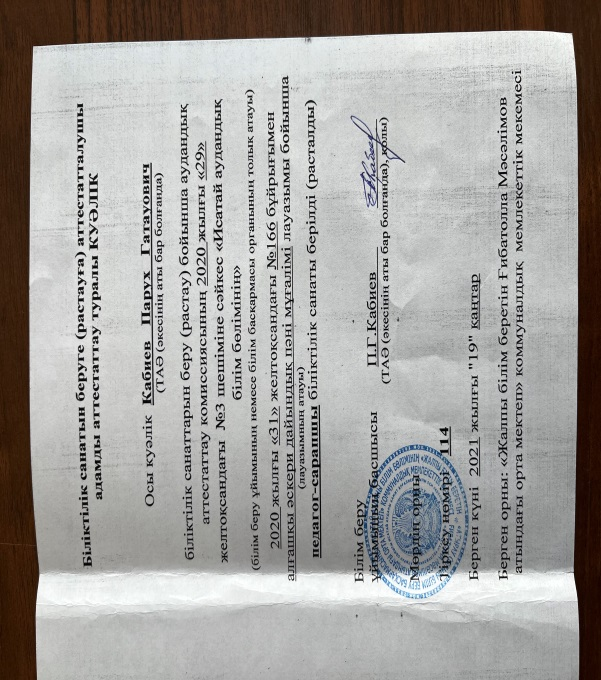 Біліктілік санатын беруге (растауға) аттестатталушы
адамды аттестаттау туралы КУӘЛІК
Осы куәлік Кабиев Парух Гатауович
(ТАӘ (әкесінің аты бар болғанда)
біліктілік санаттарын беру (растау) бойынша аудандық
аттестаттау комиссиясының 2020 жылғы «29»
желтоқсандағы №3 шешіміне сәйкес «Исатай аудандық
білім бөлімінің»
(білім беру ұйымының немесе білім басқармасы органының толық атауы)
2020 жылғы «31» желтоқсандағы №166 бұйрығымен
алғашқы әскери дайындық пәні мұғалімі лауазымы бойынша
(лауазымның атауы)
педагог-сарапшы біліктілік санаты берілді (расталды)
Білім беру
ұйымының басшысы П.Г.Кабиев
(ТАӘ (әкесінің аты бар болғанда), қолы)
Мөрдің орны
Тіркеу нөмірі 114
Берген күні 2021 жылғы "19" қаңтар
Берген орны: «Жалпы білім беретін Ғибатолла Мәсәлімов
атындағы орта мектеп» коммуналдық мемлекеттік мекемесі